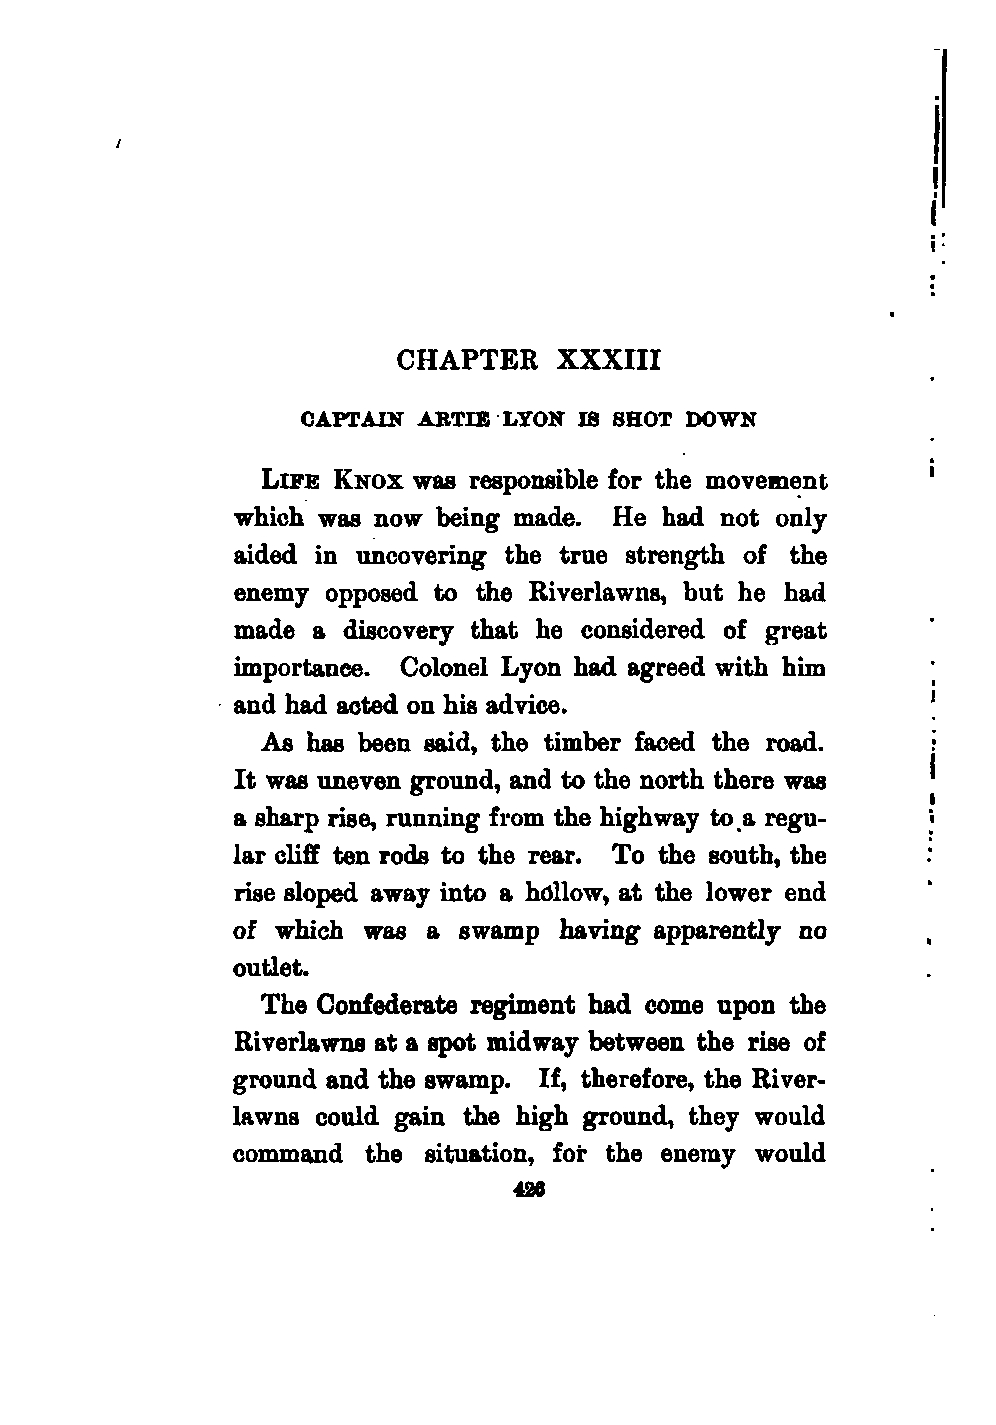 CHAPTER XXXIII
CAPTAIN ARTIE LYON IS SHOT DOWN
LIFE KNOX was responsible for the movement
which was now being made. He had not only
aided in uncovering the true strength of the
enemy opposed to the Riverlawns, but he had
made a discovery that he considered of great
importance. Colonel Lyon had agreed with him
and had acted on his advice.
As has been said, the timber faced the road.
It was uneven ground, and to the north there was
a sharp rise, running from the highway to a regu-
lar cliff ten rods to the rear. To the south, the
rise sloped away into a hollow, at the lower end
of which was a swamp having apparently no
outlet.
The Confederate regiment had come upon the
Riverlawns at a spot midway between the rise of
ground and the swamp. If, therefore, the River-
lawns could gain the high ground, they would
command the situation, for the enemy would
426